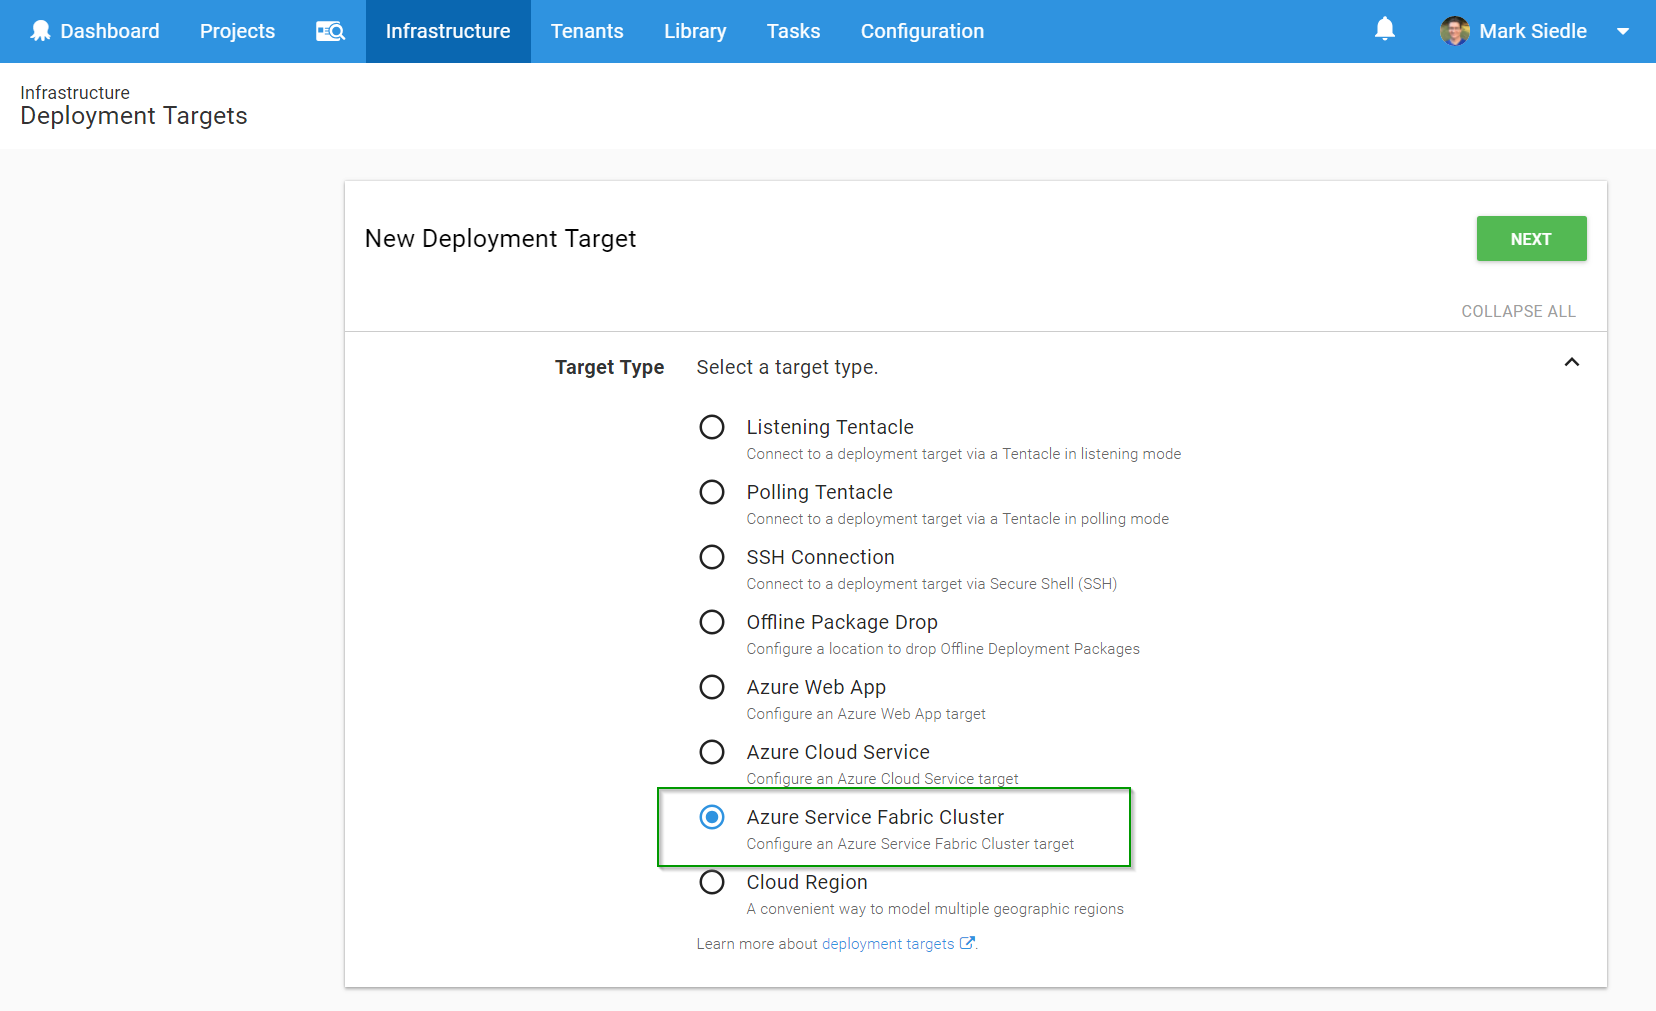 Dashboard Projects Infrastructure Tenants Library Tasks Configuration Mark Siedle
Infrastructure
Deployment Targets
New Deployment Target
NEXT
COLLAPSE ALL
Target Type Select a target type.
Listening Tentacle
Connect to a deployment target via a Tentacle in listening mode
Polling Tentacle
Connect to a deployment target via a Tentacle in polling mode
SSH Connection
Connect to a deployment target via Secure Shell (SSH)
Offline Package Drop
Configure a location to drop Offline Deployment Packages
Azure Web App
Configure an Azure Web App target
Azure Cloud Service
Configure an Azure Cloud Service target
Azure Service Fabric Cluster
Configure an Azure Service Fabric Cluster target
Cloud Region
A convenient way to model multiple geographic regions
Learn more about deployment targets.